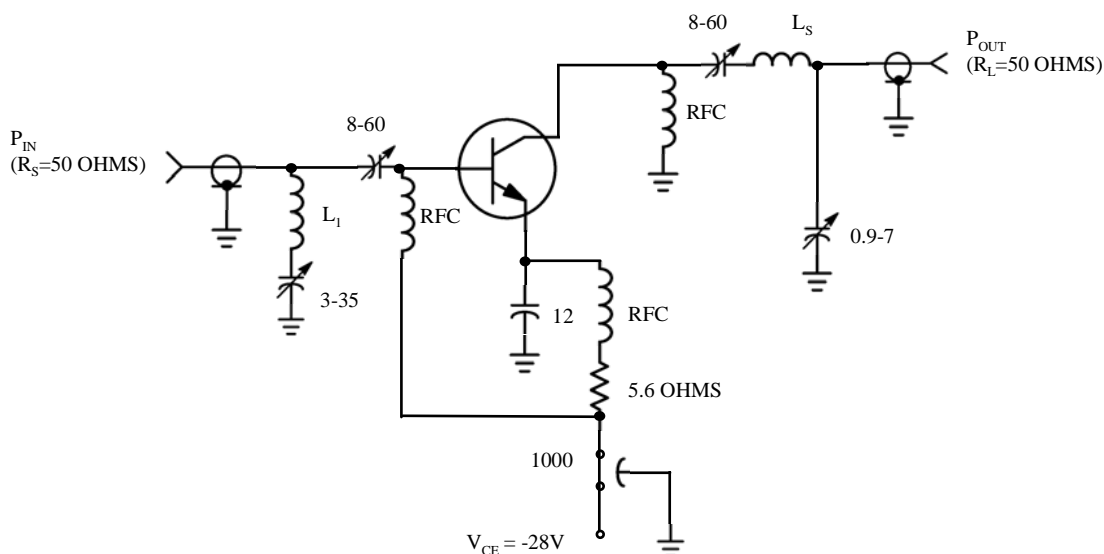 8-60
L_S
P_OUT
(R_L=50 OHMS)
RFC
8-60
P_IN
(R_S=50 OHMS)
L_1
RFC
3-35
0.9-7
12
RFC
5.6 OHMS
1000
V_CE = -28V